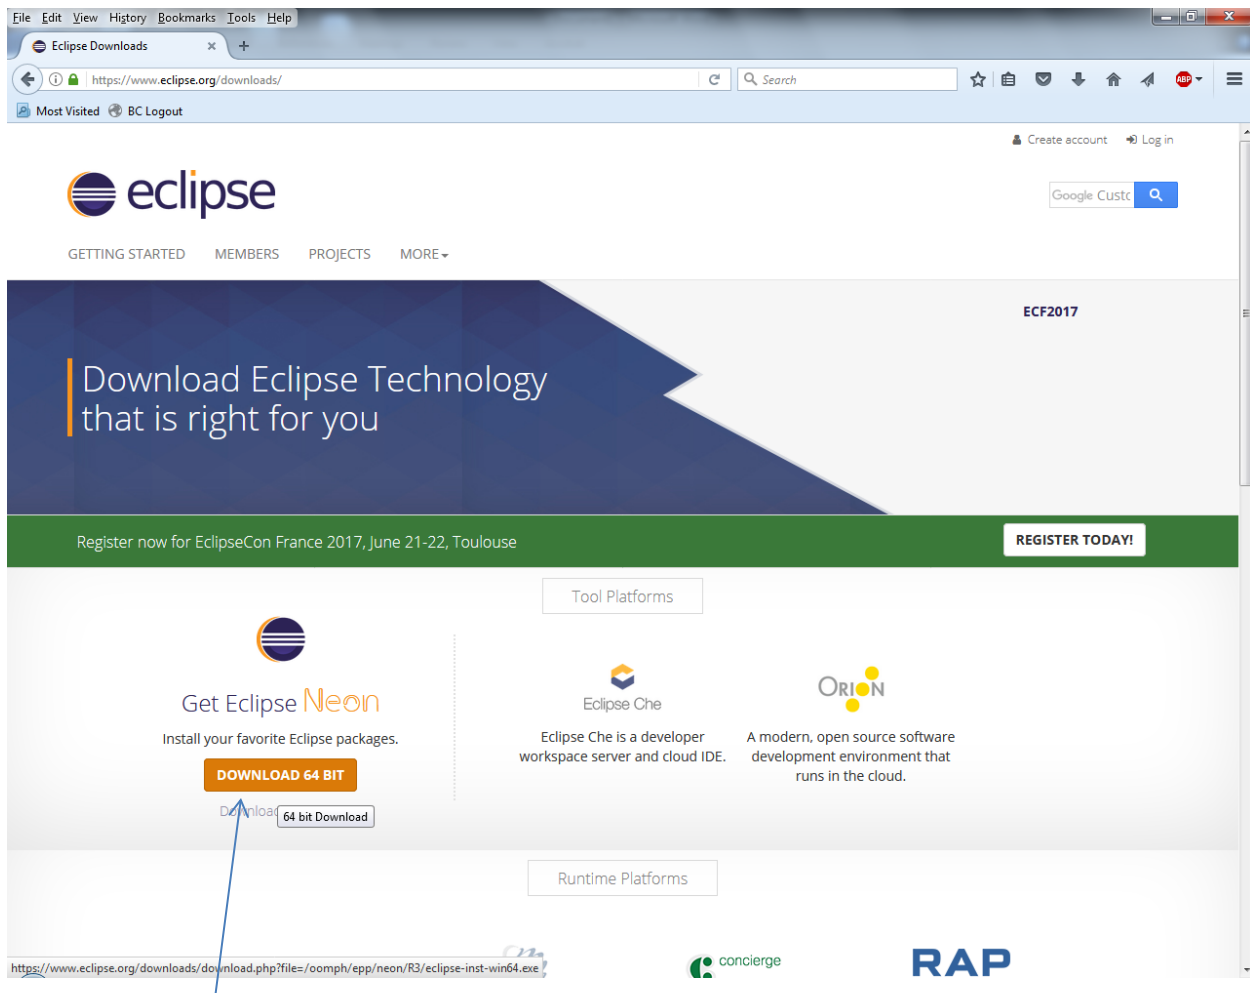 File Edit View History Bookmarks Tools Help
Eclipse Downloads
https://www.eclipse.org/downloads/
Search
ABP
Most Visited BC Logout
Create account Log in
eclipse
Google Custo
GETTING STARTED MEMBERS PROJECTS MORE
ECF2017
Download Eclipse Technology
that is right for you
Register now for EclipseCon France 2017, June 21-22, Toulouse
REGISTER TODAY!
Tool Platforms
Get Eclipse Neon
Install your favorite Eclipse packages.
DOWNLOAD 64 BIT
Download
64 bit Download
Eclipse Che
Eclipse Che is a developer
workspace server and cloud IDE.
ORION
A modern, open source software
development environment that
runs in the cloud.
Runtime Platforms
concierge
RAP
https://www.eclipse.org/downloads/download.php?file=/oomph/epp/neon/R3/eclipse-inst-win64.exe